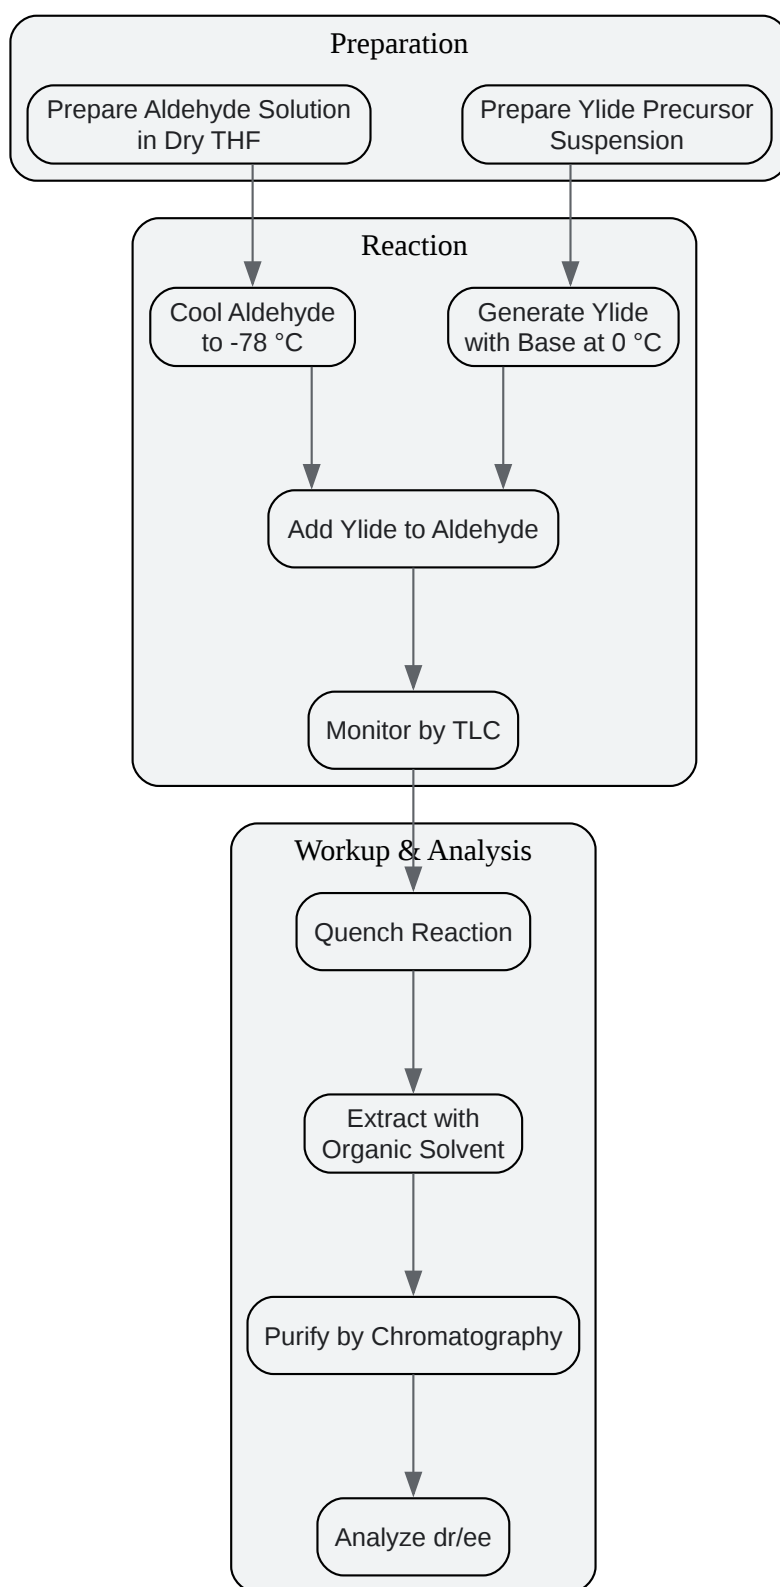 Preparation
Prepare Aldehyde Solution
in Dry THF
Prepare Ylide Precursor
Suspension
Reaction
Cool Aldehyde
to -78 °C
Generate Ylide
with Base at 0 °C
Add Ylide to Aldehyde
Monitor by TLC
Workup & Analysis
Quench Reaction
Extract with
Organic Solvent
Purify by Chromatography
Analyze dr/ee